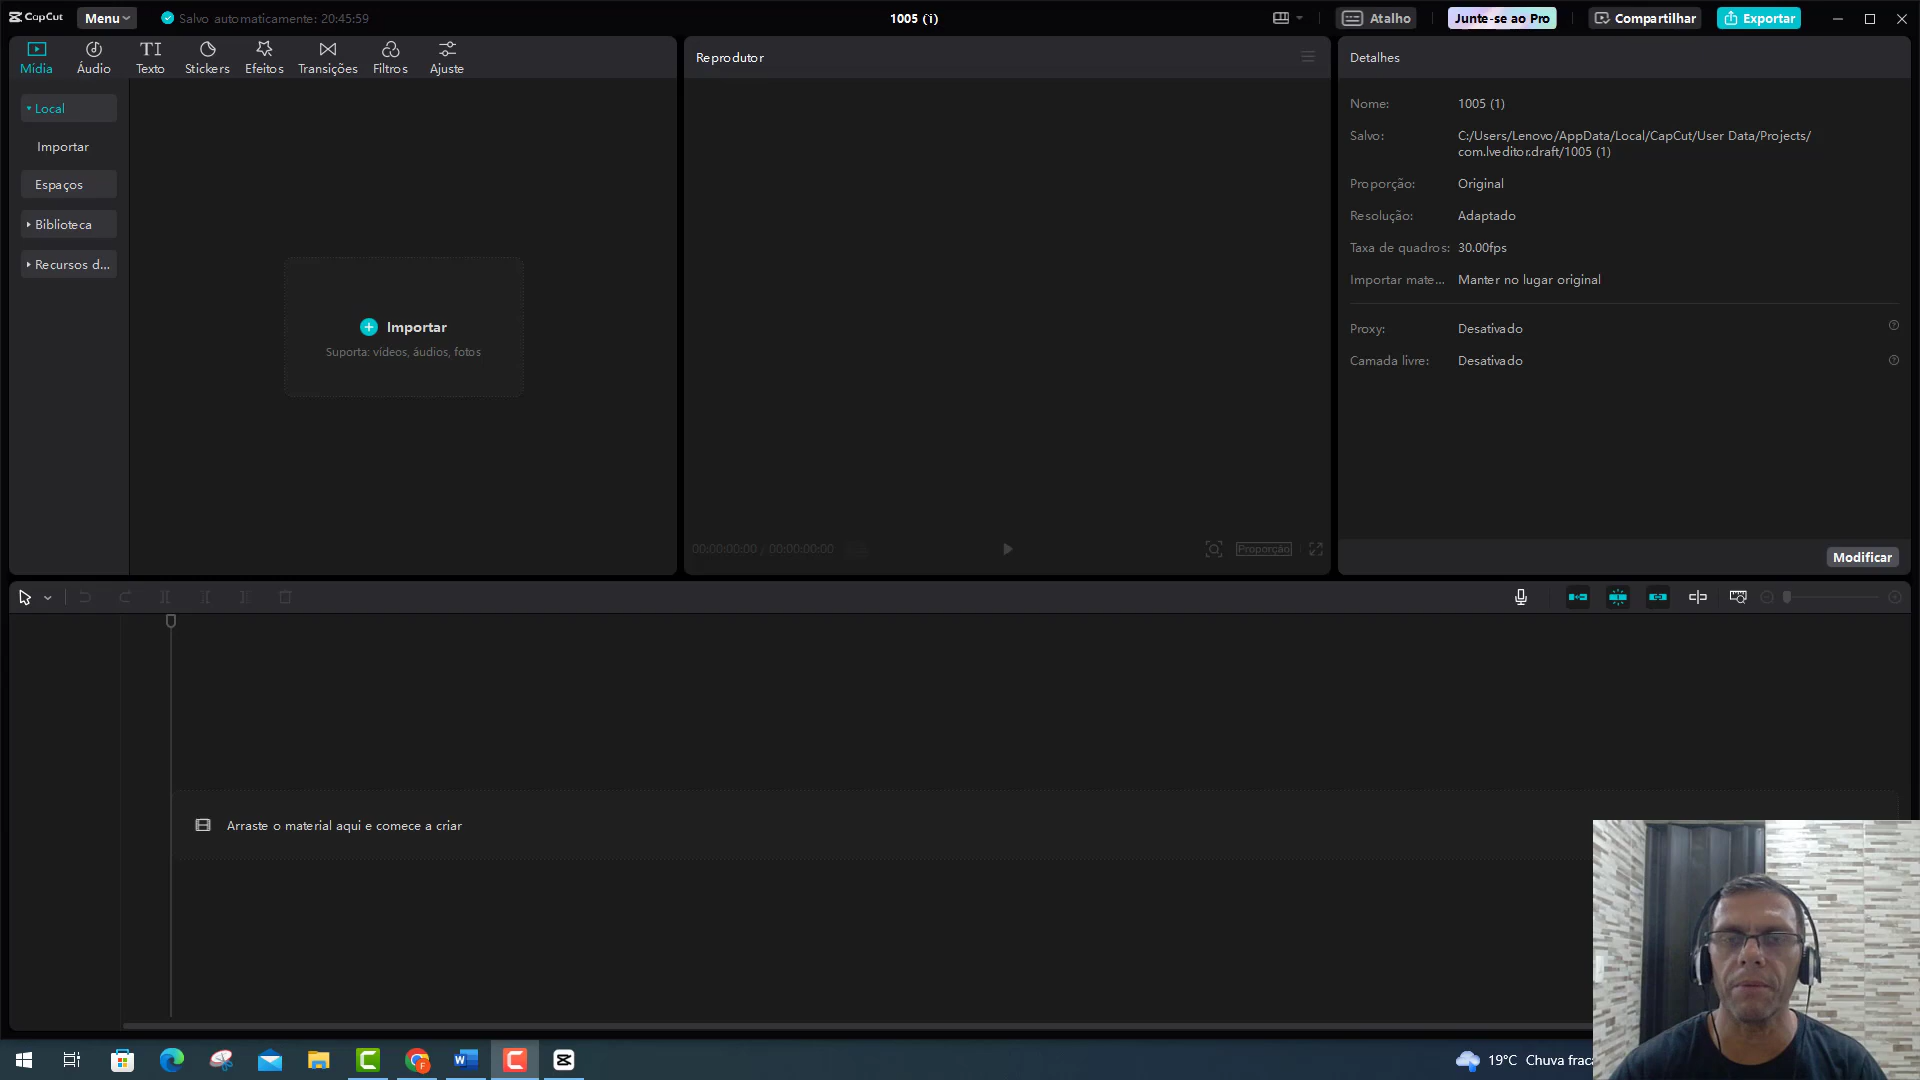 CapCut
Menu
Salvo automaticamente: 20:45:59
1005 (1)
Atalho
Junte-se ao Pro
Compartilhar
Exportar
Mídia
Áudio
TI
Texto
Stickers
Efeitos
Transições
Filtros
Ajuste
Local
Importar
Espaços
Biblioteca
Recursos d...
Importar
Suporta: vídeos, áudios, fotos
Reprodutor
00:00:00:00 / 00:00:00:00
Proporção
Detalhes
Nome: 1005 (1)
Salvo: C:/Users/Lenovo/AppData/Local/CapCut/User Data/Projects/
com.lveditor.draft/1005 (1)
Proporção: Original
Resolução: Adaptado
Taxa de quadros: 30.00fps
Importar mate... Manter no lugar original
Proxy: Desativado
Camada livre: Desativado
Modificar
Arraste o material aqui e comece a criar
19°C Chuva fraca